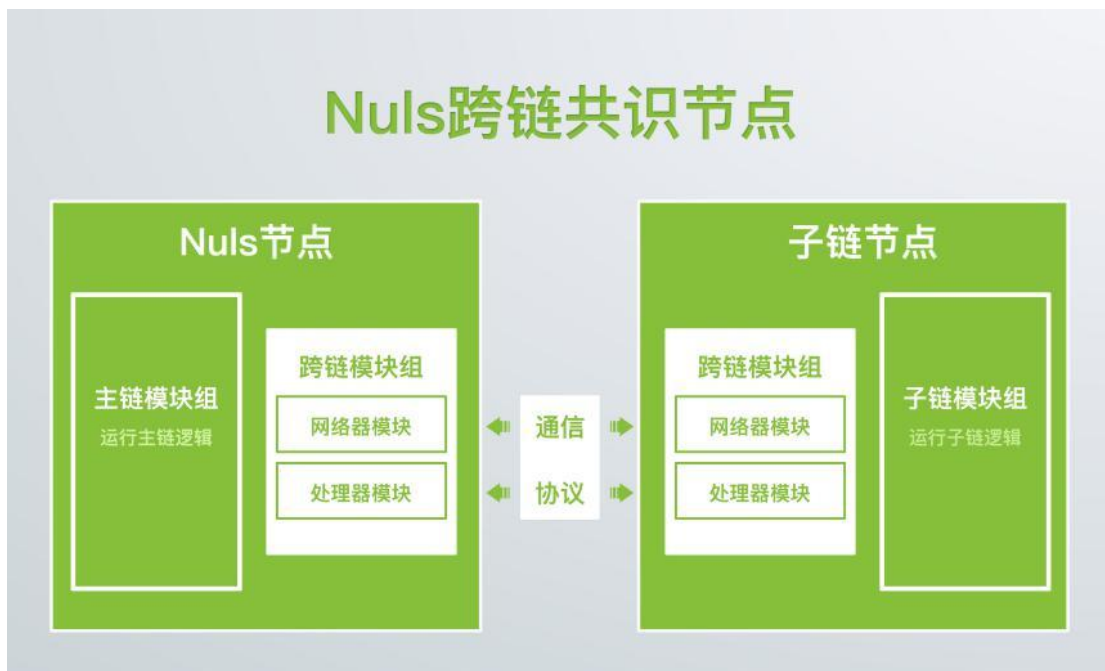 Nuls跨链共识节点
Nuls节点
主链模块组
运行主链逻辑
跨链模块组
网络器模块
处理器模块
通信
协议
子链节点
跨链模块组
网络器模块
处理器模块
子链模块组
运行子链逻辑